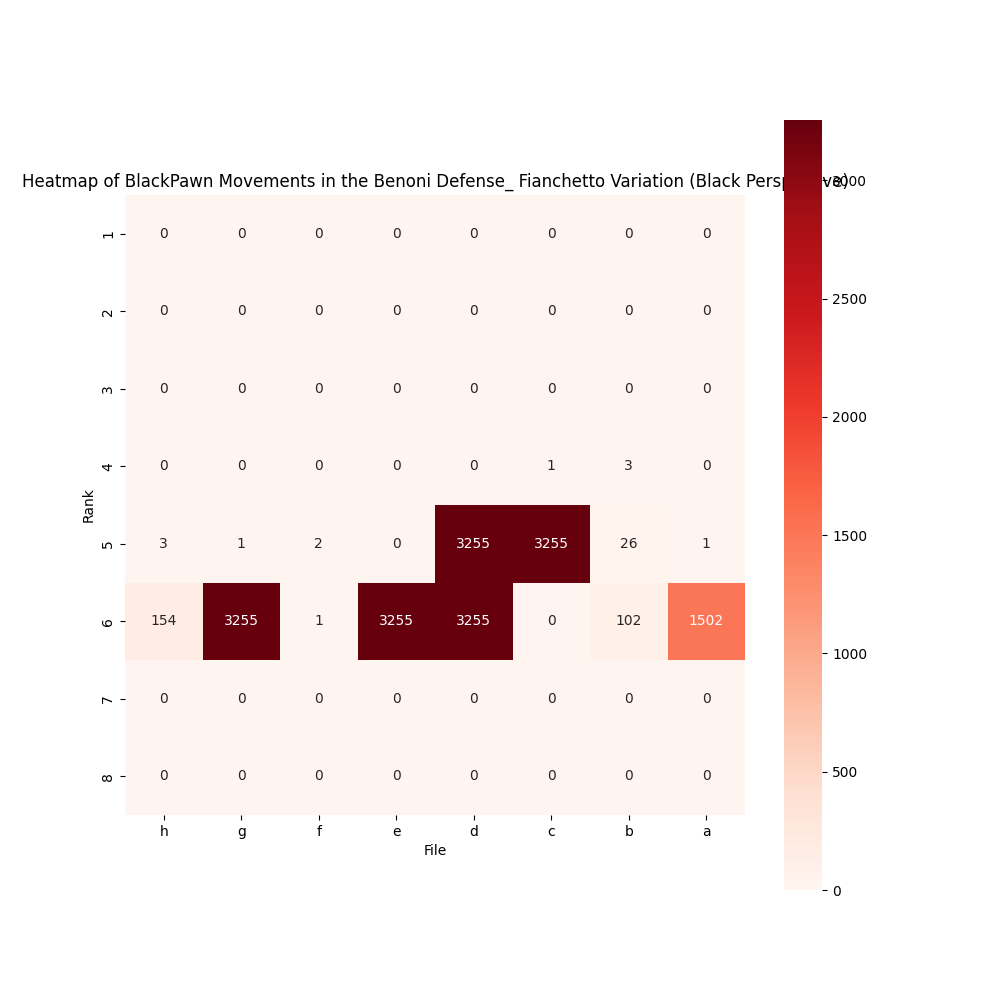 Heatmap of BlackPawn Movements in the Benoni Defense_ Fianchetto Variation (Black Perspective)
1 0 0 0 0 0 0 0 0
2 0 0 0 0 0 0 0 0
3 0 0 0 0 0 0 0 0
4 0 0 0 0 0 1 3 0
Rank
5 3 1 2 0 3255 3255 26 1
6 154 3255 1 3255 3255 0 102 1502
7 0 0 0 0 0 0 0 0
8 0 0 0 0 0 0 0 0
h g f e d c b a
File
3000
2500
2000
1500
1000
500
0